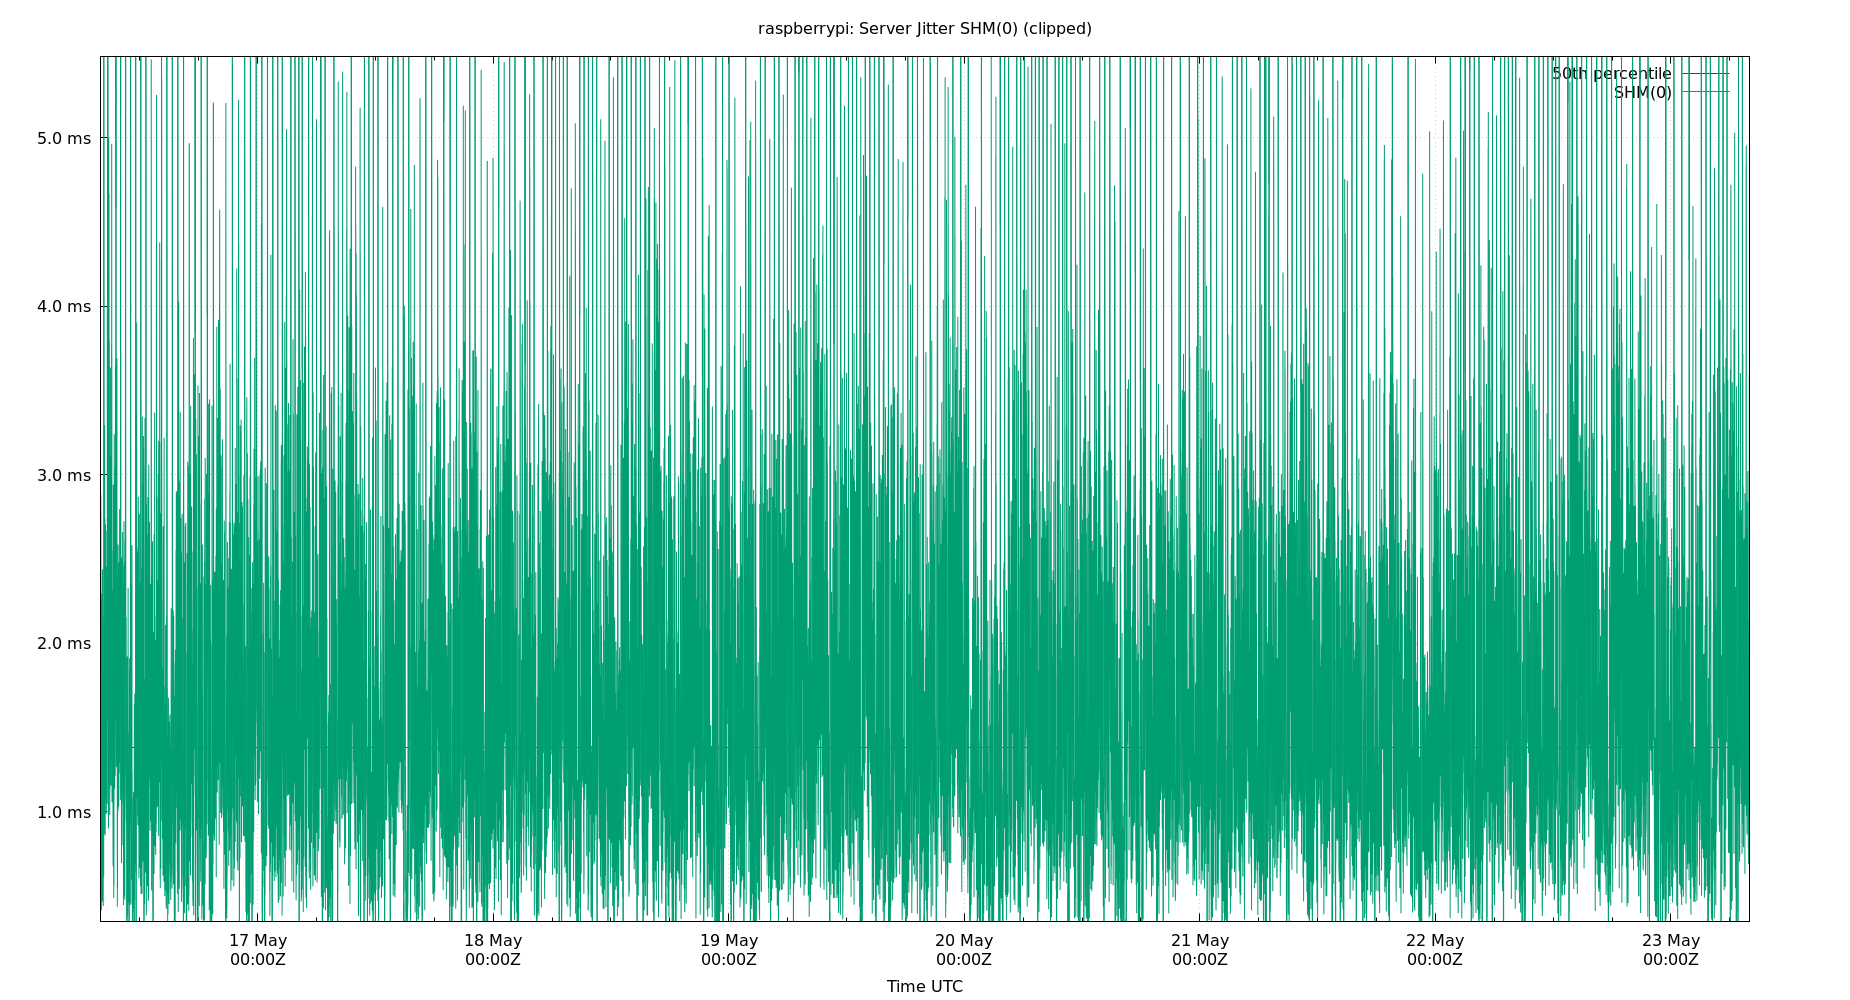 raspberrypi: Server Jitter SHM(0) (clipped)
50th percentile
SHM(0)
5.0 ms
4.0 ms
3.0 ms
2.0 ms
1.0 ms
17 May 18 May 19 May 20 May 21 May 22 May 23 May
00:00Z 00:00Z 00:00Z 00:00Z 00:00Z 00:00Z 00:00Z
Time UTC